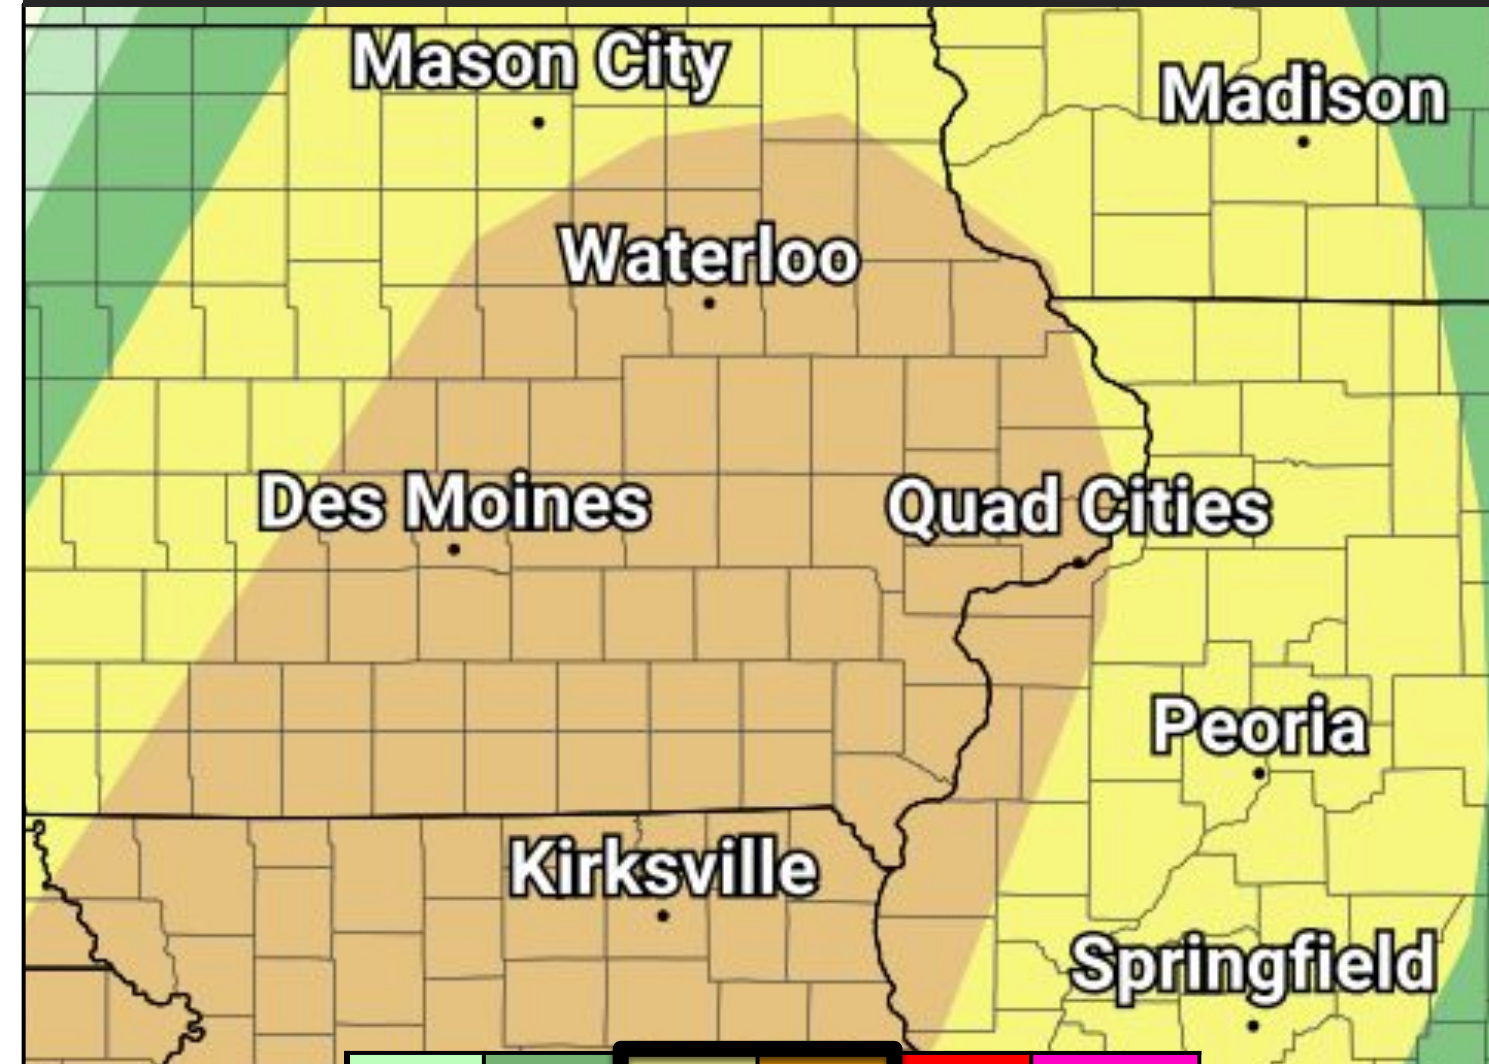 Mason City
Madison
Waterloo
Des Moines
Quad Cities
Peoria
Kirksville
Springfield